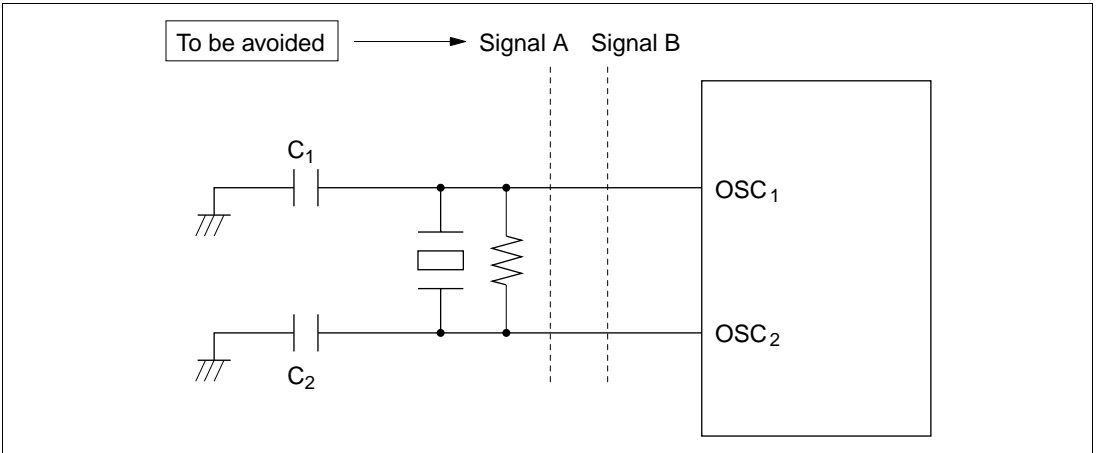 To be avoided
Signal A Signal B
C1
OSC1
OSC2
C2